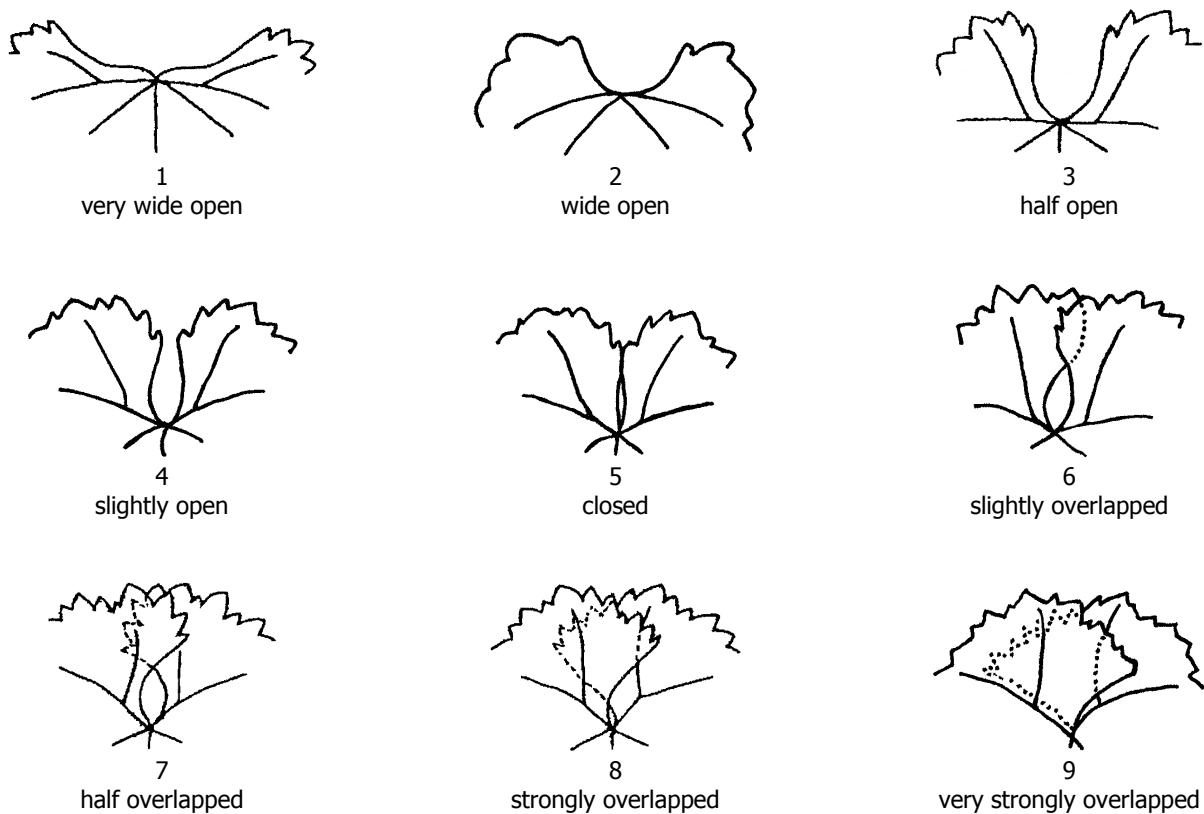 1
very wide open
2
wide open
3
half open
4
slightly open
5
closed
6
slightly overlapped
7
half overlapped
8
strongly overlapped
9
very strongly overlapped